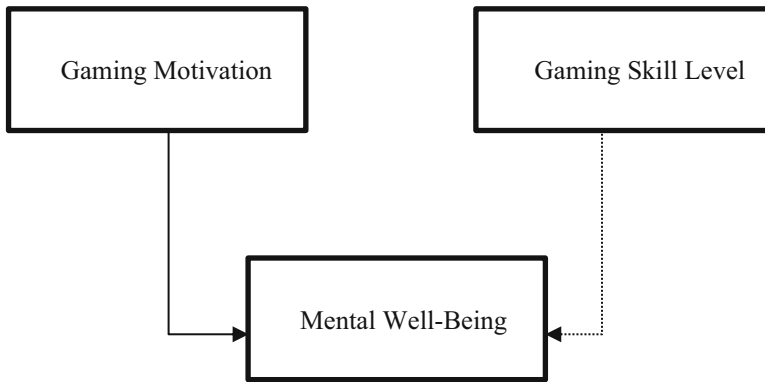 Gaming Motivation
Gaming Skill Level
Mental Well-Being